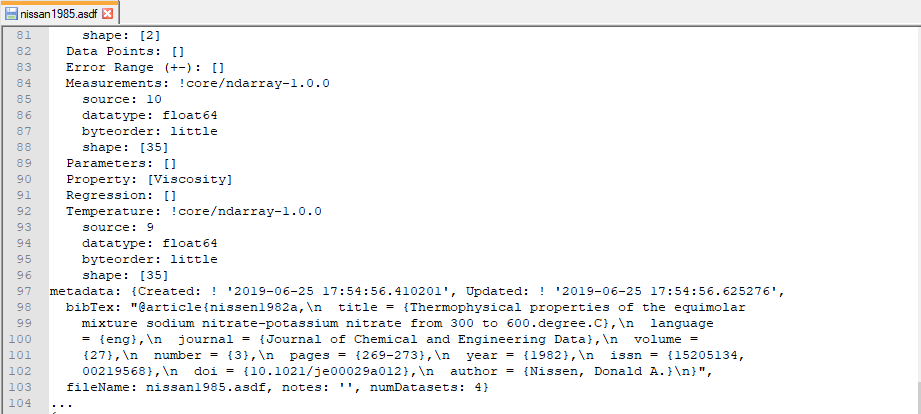 nissan1985.asdf
81 shape: [2]
82 Data Points: []
83 Error Range (+-): []
84 Measurements: !core/ndarray-1.0.0
85 source: 10
86 datatype: float64
87 byteorder: little
88 shape: [35]
89 Parameters: []
90 Property: [Viscosity]
91 Regression: []
92 Temperature: !core/ndarray-1.0.0
93 source: 9
94 datatype: float64
95 byteorder: little
96 shape: [35]
97 metadata: {Created: ! '2019-06-25 17:54:56.410201', Updated: ! '2019-06-25 17:54:56.625276',
98 bibTex: "@article{nissen1982a,\n  title = {Thermophysical properties of the equimolar
99 mixture sodium nitrate-potassium nitrate from 300 to 600.degree.C},\n  language
100 = {eng},\n  journal = {Journal of Chemical and Engineering Data},\n  volume =
101 {27},\n  number = {3},\n  pages = {269-273},\n  year = {1982},\n  issn = {15205134,
102 00219568},\n  doi = {10.1021/je00029a012},\n  author = {Nissen, Donald A.}\n}",
103 fileName: nissan1985.asdf, notes: '', numDatasets: 4}
104 ...